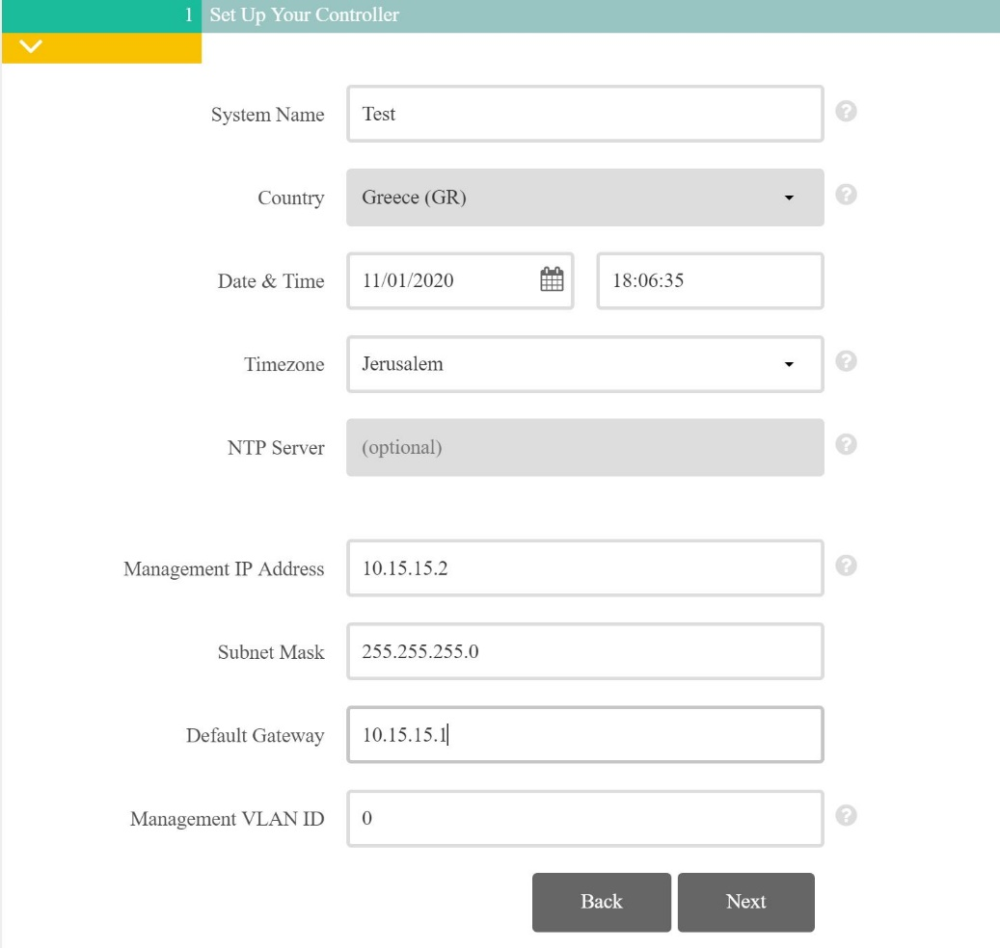 1 Set Up Your Controller
System Name Test ?
Country Greece (GR) ?
Date & Time 11/01/2020 18:06:35
Timezone Jerusalem ?
NTP Server (optional) ?
Management IP Address 10.15.15.2 ?
Subnet Mask 255.255.255.0
Default Gateway 10.15.15.1
Management VLAN ID 0 ?
Back Next